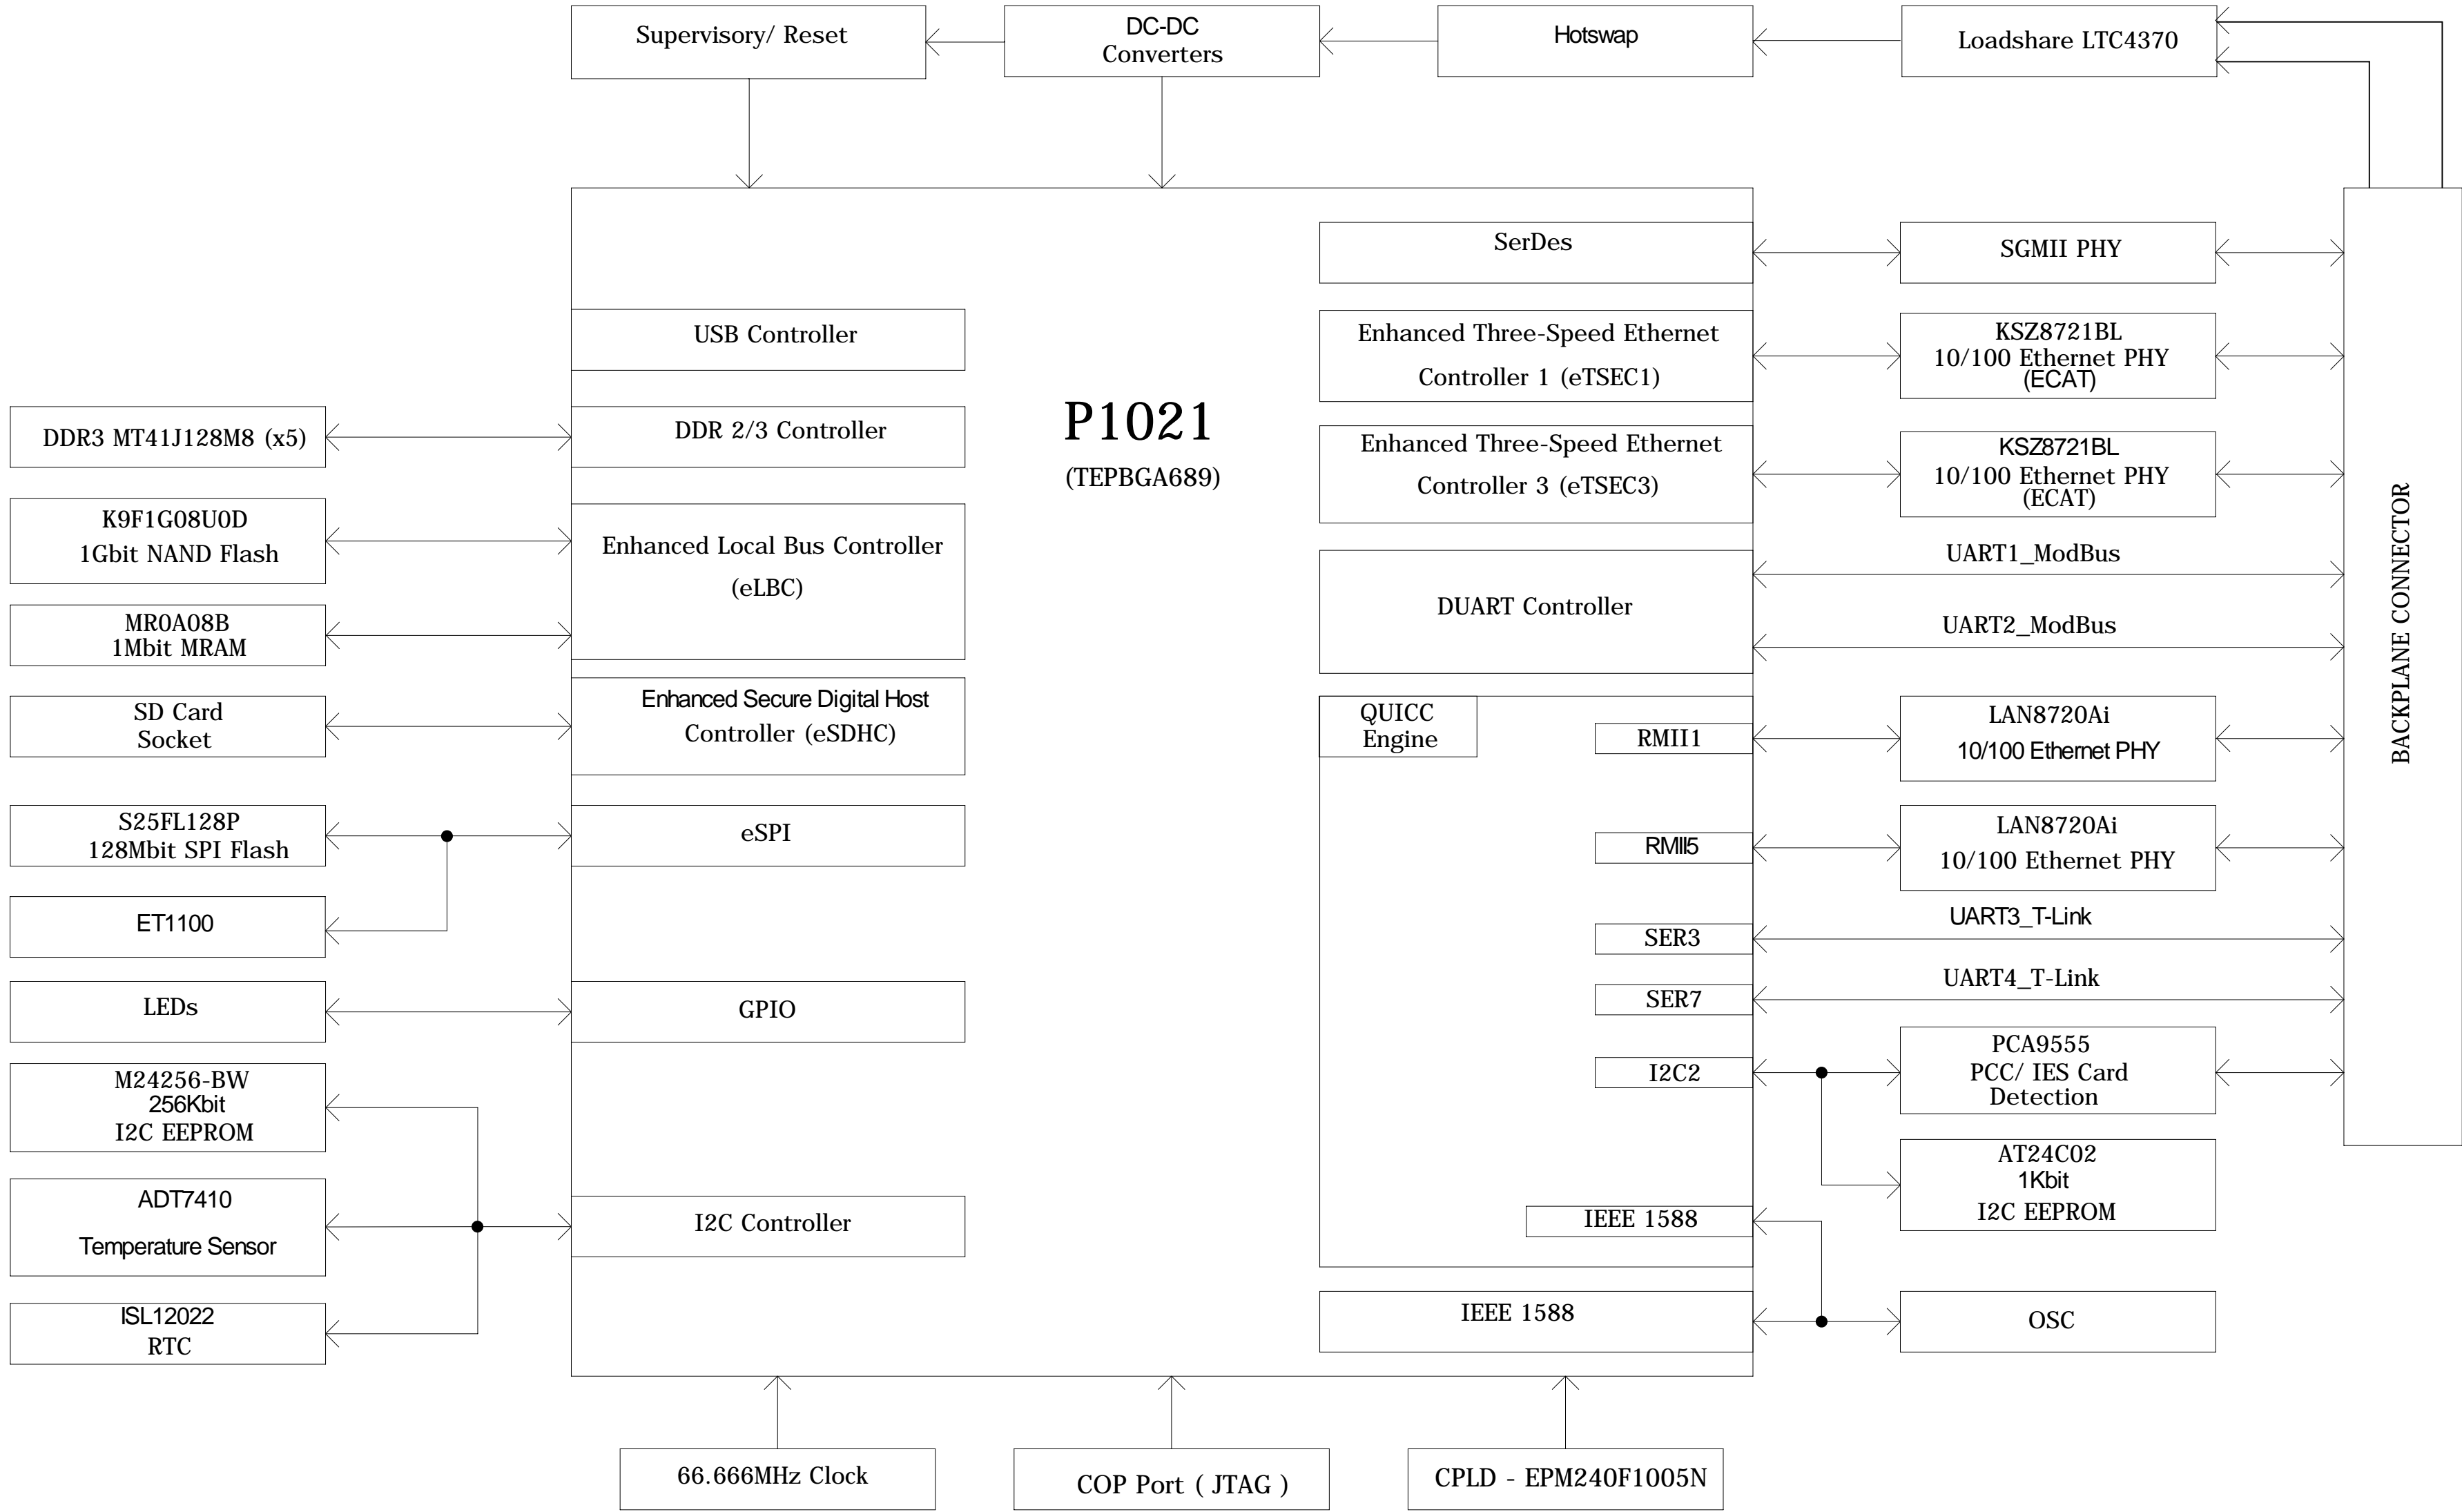 Supervisory/ Reset
DC-DC
Converters
Hotswap
Loadshare LTC4370
P1021
(TEPBGA689)
USB Controller
DDR 2/3 Controller
Enhanced Local Bus Controller
(eLBC)
Enhanced Secure Digital Host
Controller (eSDHC)
eSPI
GPIO
I2C Controller
DDR3 MT41J128M8 (x5)
K9F1G08U0D
1Gbit NAND Flash
MR0A08B
1Mbit MRAM
SD Card
Socket
S25FL128P
128Mbit SPI Flash
ET1100
LEDs
M24256-BW
256Kbit
I2C EEPROM
ADT7410
Temperature Sensor
ISL12022
RTC
SerDes
Enhanced Three-Speed Ethernet
Controller 1 (eTSEC1)
Enhanced Three-Speed Ethernet
Controller 3 (eTSEC3)
DUART Controller
QUICC
Engine
RMII1
RMII5
SER3
SER7
I2C2
IEEE 1588
IEEE 1588
SGMII PHY
KSZ8721BL
10/100 Ethernet PHY
(ECAT)
KSZ8721BL
10/100 Ethernet PHY
(ECAT)
UART1_ModBus
UART2_ModBus
LAN8720Ai
10/100 Ethernet PHY
LAN8720Ai
10/100 Ethernet PHY
UART3_T-Link
UART4_T-Link
PCA9555
PCC/ IES Card
Detection
AT24C02
1Kbit
I2C EEPROM
OSC
BACKPLANE CONNECTOR
66.666MHz Clock
COP Port ( JTAG )
CPLD - EPM240F1005N